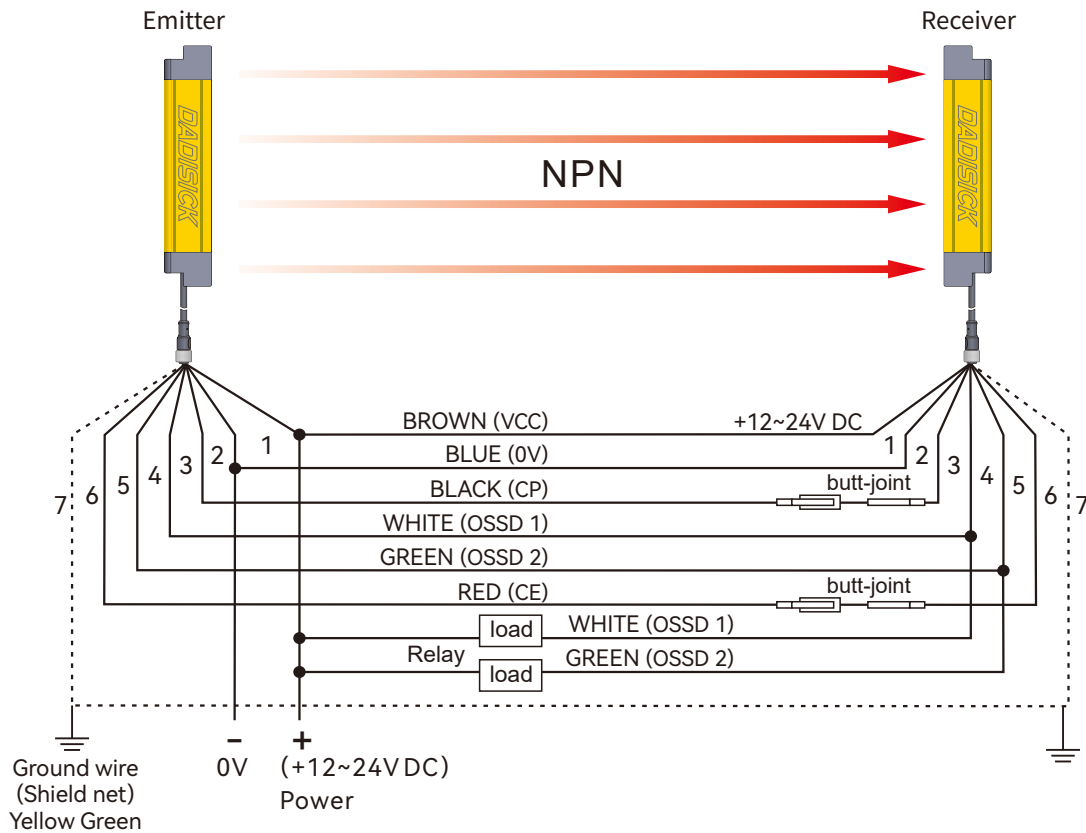 Emitter
Receiver
DADISICK
DADISICK
NPN
BROWN (VCC)
+12~24V DC
BLUE (0V)
BLACK (CP)
butt-joint
WHITE (OSSD 1)
GREEN (OSSD 2)
RED (CE)
butt-joint
7 6 5 4 3 2 1
1 2 3 4 5 6 7
load
WHITE (OSSD 1)
Relay
load
GREEN (OSSD 2)
− +
0V
(+12~24V DC)
Power
Ground wire
(Shield net)
Yellow Green